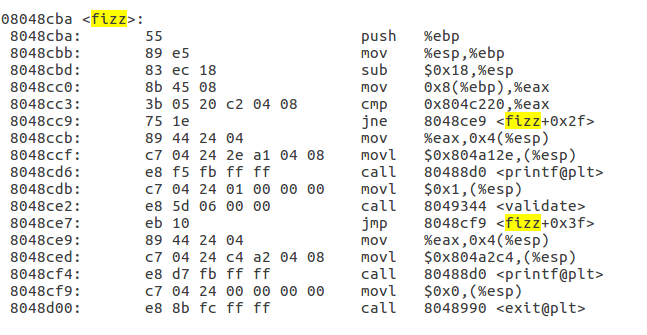 08048cba <fizz>:
 8048cba:	55	push   %ebp
 8048cbb:	89 e5	mov    %esp,%ebp
 8048cbd:	83 ec 18	sub    $0x18,%esp
 8048cc0:	8b 45 08	mov    0x8(%ebp),%eax
 8048cc3:	3b 05 20 c2 04 08	cmp    0x804c220,%eax
 8048cc9:	75 1e	jne    8048ce9 <fizz+0x2f>
 8048ccb:	89 44 24 04	mov    %eax,0x4(%esp)
 8048ccf:	c7 04 24 2e a1 04 08	movl   $0x804a12e,(%esp)
 8048cd6:	e8 f5 fb ff ff	call   80488d0 <printf@plt>
 8048cdb:	c7 04 24 01 00 00 00	movl   $0x1,(%esp)
 8048ce2:	e8 5d 06 00 00	call   8049344 <validate>
 8048ce7:	eb 10	jmp    8048cf9 <fizz+0x3f>
 8048ce9:	89 44 24 04	mov    %eax,0x4(%esp)
 8048ced:	c7 04 24 c4 a2 04 08	movl   $0x804a2c4,(%esp)
 8048cf4:	e8 d7 fb ff ff	call   80488d0 <printf@plt>
 8048cf9:	c7 04 24 00 00 00 00	movl   $0x0,(%esp)
 8048d00:	e8 8b fc ff ff	call   8048990 <exit@plt>